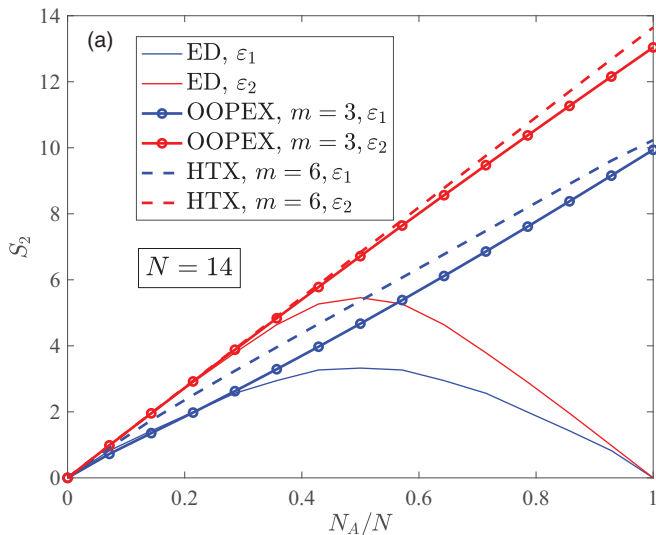 (a)
ED, ε₁
ED, ε₂
OOPEX, m = 3, ε₁
OOPEX, m = 3, ε₂
HTX, m = 6, ε₁
HTX, m = 6, ε₂
N = 14
S₂
14
12
10
8
6
4
2
0
0 0.2 0.4 0.6 0.8 1
N_A/N